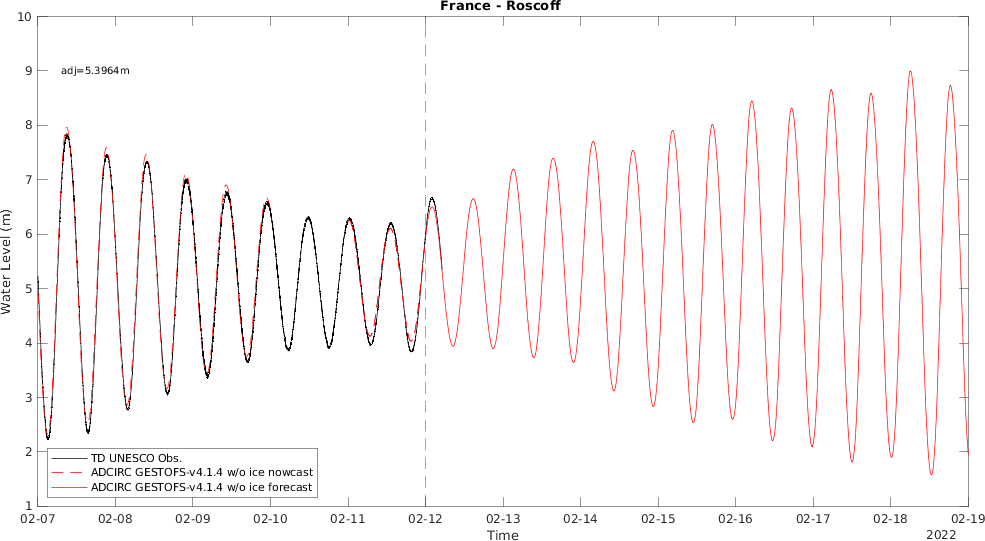 France - Roscoff
10
9
8
7
6
5
4
3
2
1
Water Level (m)
adj=5.3964m
TD UNESCO Obs.
ADCIRC GESTOFS-v4.1.4 w/o ice nowcast
ADCIRC GESTOFS-v4.1.4 w/o ice forecast
02-07 02-08 02-09 02-10 02-11 02-12 02-13 02-14 02-15 02-16 02-17 02-18 02-19
Time
2022